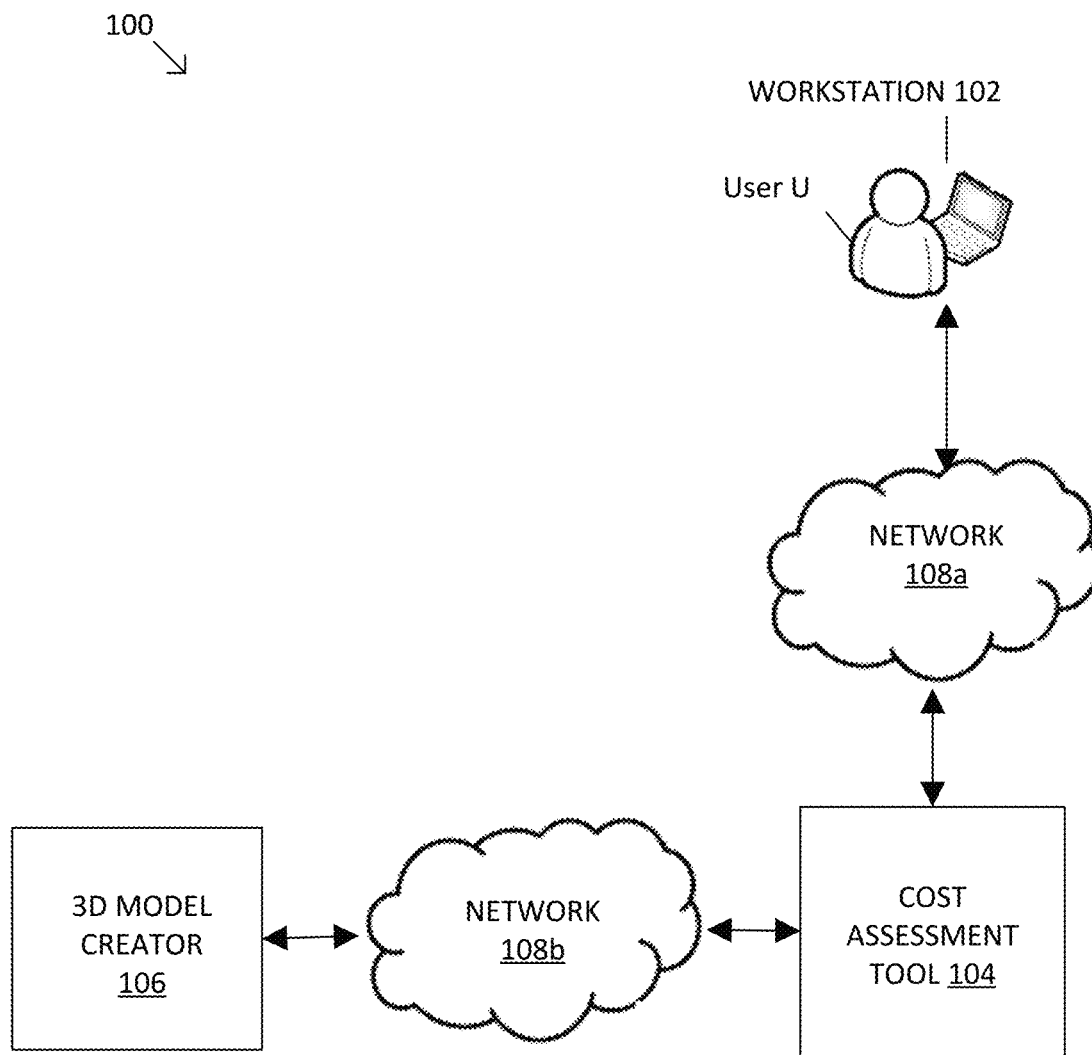 100
WORKSTATION 102
User U
NETWORK
108a
3D MODEL
CREATOR
106
NETWORK
108b
COST
ASSESSMENT
TOOL 104